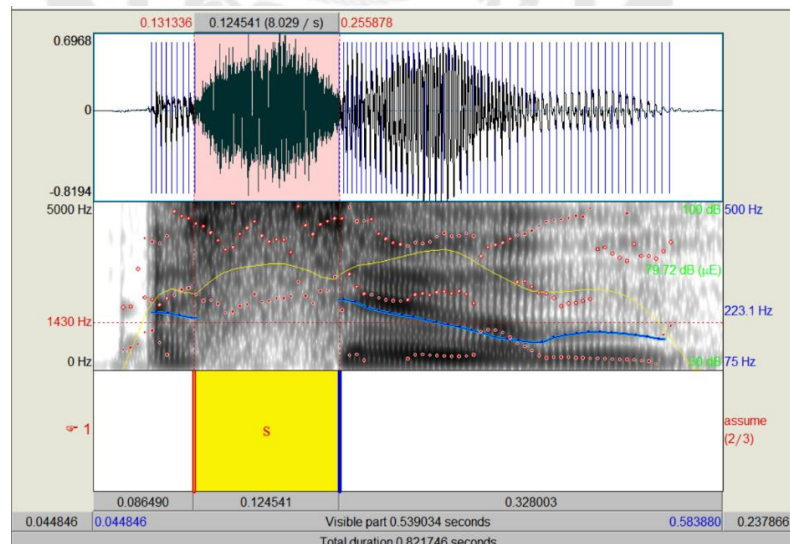 0.131336 0.124541 (8.029 / s) 0.255878
0.6968
0
-0.8194
5000 Hz 100 dB 500 Hz
79.72 dB (µE)
1430 Hz 223.1 Hz
0 Hz 50 dB 75 Hz
1 s assume
(2/3)
0.086490 0.124541 0.328003
0.044846 0.044846 Visible part 0.539034 seconds 0.583880 0.237866
Total duration 0.821746 seconds